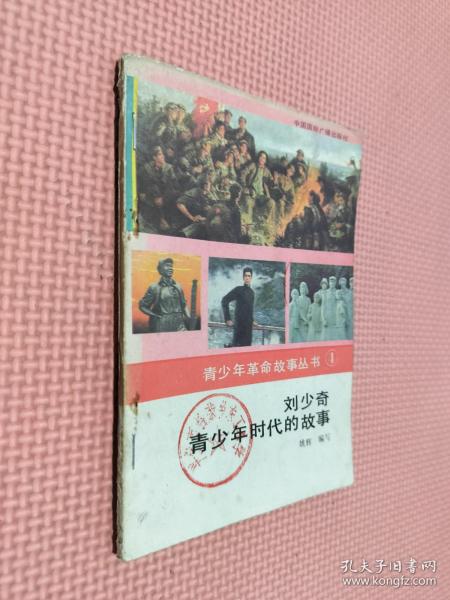 中国国际广播出版社
青少年革命故事丛书 ①
刘少奇
青少年时代的故事
编写
孔夫子旧书网
www.kongfz.com